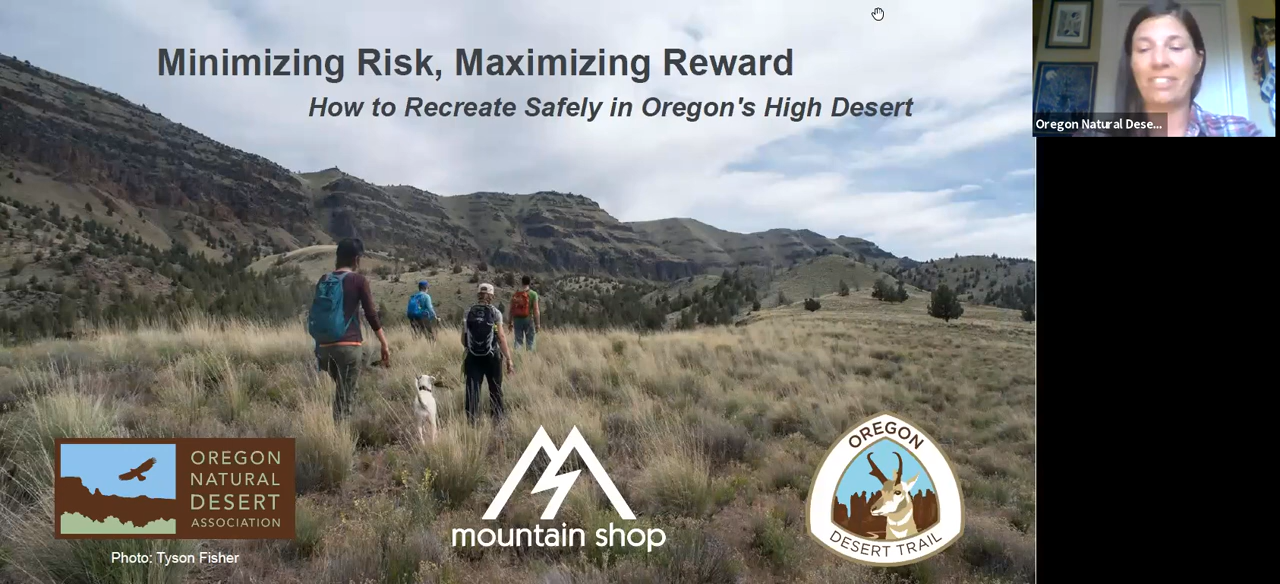 Minimizing Risk, Maximizing Reward
How to Recreate Safely in Oregon's High Desert
Oregon Natural Dese...
OREGON
NATURAL
DESERT
ASSOCIATION
mountain shop
OREGON
DESERT TRAIL
Photo: Tyson Fisher